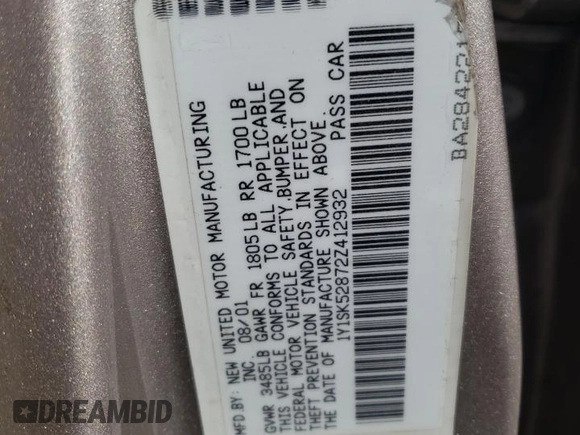 MFD.BY: NEW UNITED MOTOR MANUFACTURING
INC. 08/01
GVWR 3485LB GAWR FR 1805LB RR 1700LB
THIS VEHICLE CONFORMS TO ALL APPLICABLE
FEDERAL MOTOR VEHICLE SAFETY,BUMPER,AND
THEFT PREVENTION STANDARDS IN EFFECT ON
THE DATE OF MANUFACTURE SHOWN ABOVE.
1Y1SK52872Z412932 PASS CAR
DREAMBID